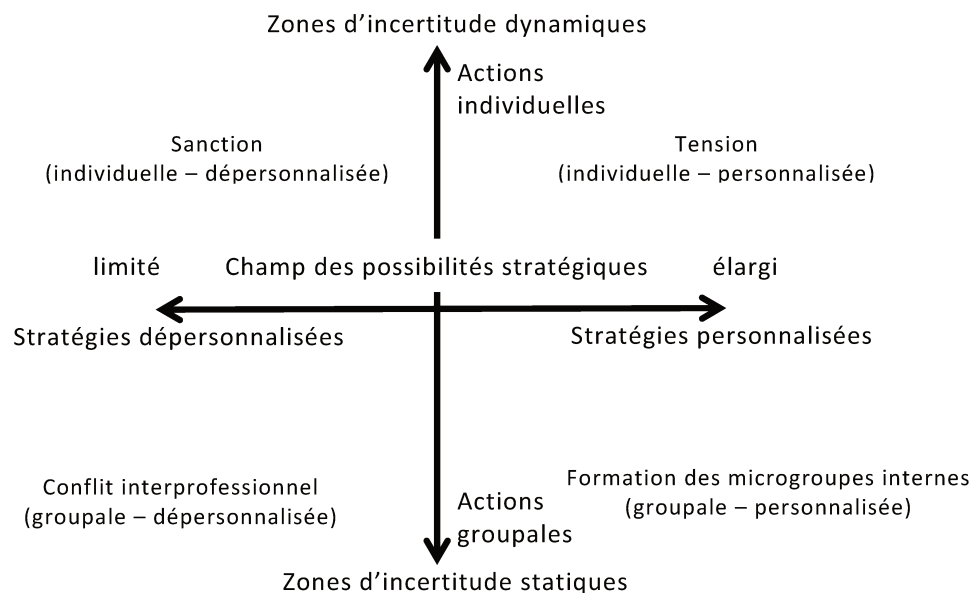 Zones d’incertitude dynamiques
Actions
individuelles
Sanction
(individuelle – dépersonnalisée)
Tension
(individuelle – personnalisée)
limité
Champ des possibilités stratégiques
élargi
Stratégies dépersonnalisées
Stratégies personnalisées
Conflit interprofessionnel
(groupale – dépersonnalisée)
Formation des microgroupes internes
(groupale – personnalisée)
Actions
groupales
Zones d’incertitude statiques